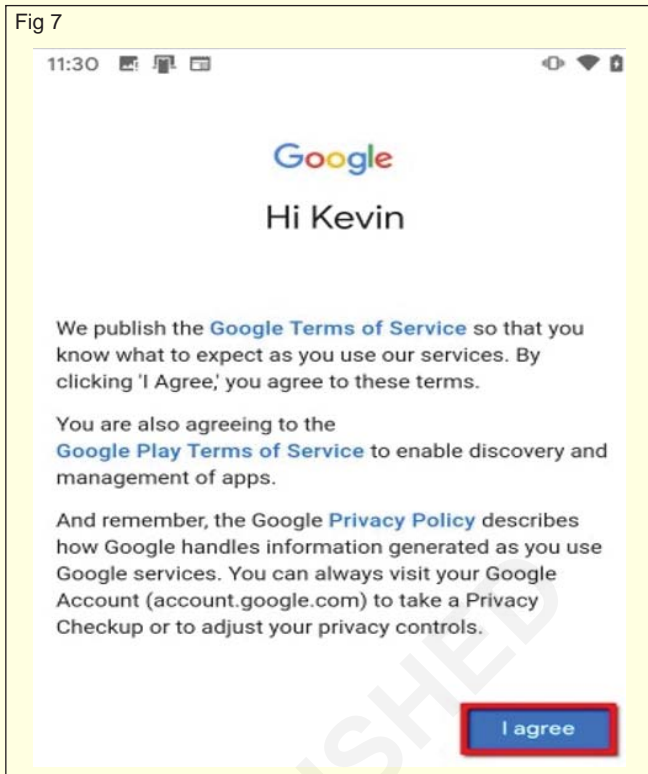 Fig 7
11:30
Google
Hi Kevin
We publish the Google Terms of Service so that you
know what to expect as you use our services. By
clicking 'I Agree,' you agree to these terms.
You are also agreeing to the
Google Play Terms of Service to enable discovery and
management of apps.
And remember, the Google Privacy Policy describes
how Google handles information generated as you use
Google services. You can always visit your Google
Account (account.google.com) to take a Privacy
Checkup or to adjust your privacy controls.
I agree